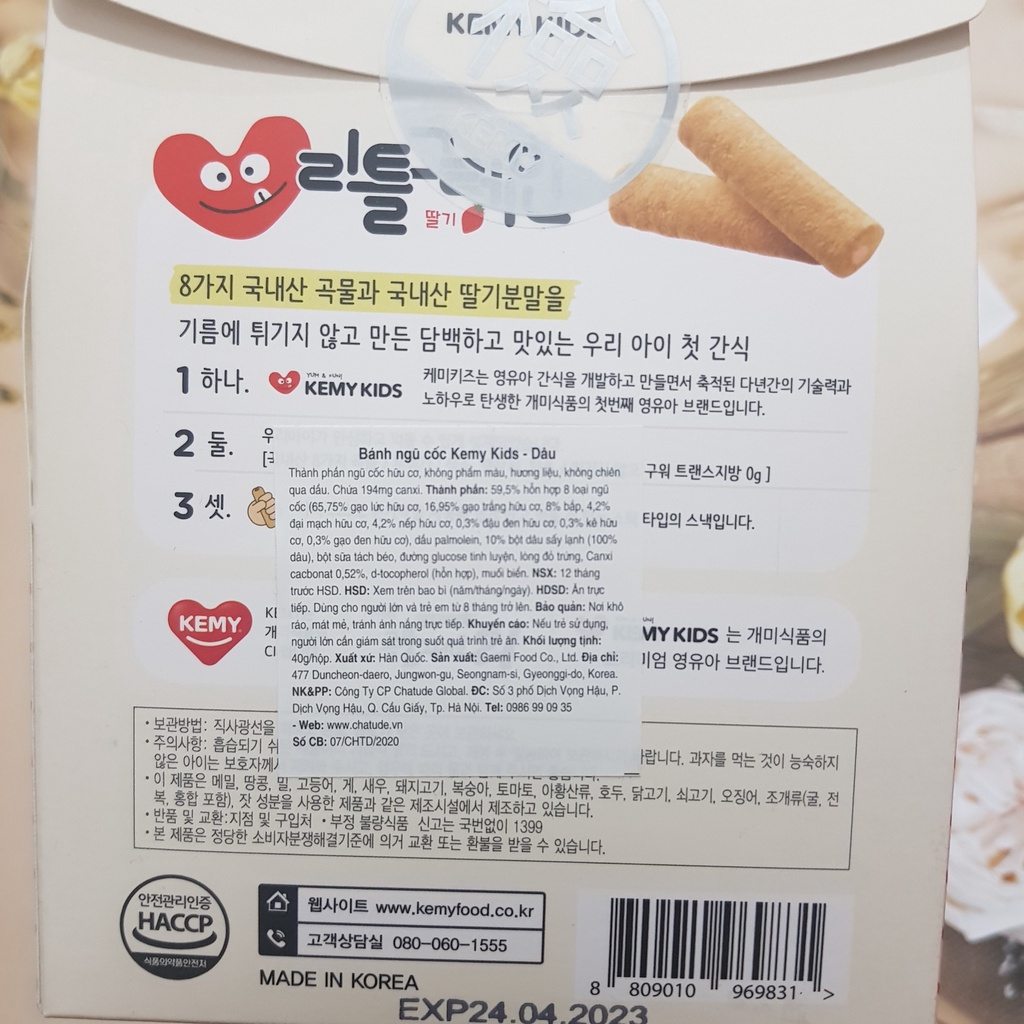 KEMY KIDS
리틀
딸기
8가지 국내산 곡물과 국내산 딸기분말을
기름에 튀기지 않고 만든 담백하고 맛있는 우리 아이 첫 간식
1 하나. YUM & YUMI KEMY KIDS 케미키즈는 영유아 간식을 개발하고 만들면서 축적된 다년간의 기술력과
노하우로 탄생한 개미식품의 첫번째 영유아 브랜드입니다.
2 둘.
구워 트랜스지방 0g ]
3 셋.
타입의 스낵입니다.
Bánh ngũ cốc Kemy Kids - Dâu
Thành phần ngũ cốc hữu cơ, không phẩm màu, hương liệu, không chiên
qua dầu. Chứa 194mg canxi. Thành phần: 59,5% hỗn hợp 8 loại ngũ
cốc (65,75% gạo lức hữu cơ, 16,95% gạo trắng hữu cơ, 8% bắp, 4,2%
đại mạch hữu cơ, 4,2% nếp hữu cơ, 0,3% đậu đen hữu cơ, 0,3% kê hữu
cơ, 0,3% gạo đen hữu cơ), dầu palmolein, 10% bột dâu sấy lạnh (100%
dâu), bột sữa tách béo, đường glucose tinh luyện, lòng đỏ trứng, Canxi
cacbonat 0,52%, d-tocopherol (hỗn hợp), muối biển. NSX: 12 tháng
trước HSD. HSD: Xem trên bao bì (năm/tháng/ngày). HDSD: Ăn trực
tiếp. Dùng cho người lớn và trẻ em từ 8 tháng trở lên. Bảo quản: Nơi khô
ráo, mát mẻ, tránh ánh nắng trực tiếp. Khuyến cáo: Nếu trẻ sử dụng,
người lớn cần giám sát trong suốt quá trình trẻ ăn. Khối lượng tịnh:
40g/hộp. Xuất xứ: Hàn Quốc. Sản xuất: Gaemi Food Co., Ltd. Địa chỉ:
477 Duncheon-daero, Jungwon-gu, Seongnam-si, Gyeonggi-do, Korea.
NK&PP: Công Ty CP Chatude Global. ĐC: Số 3 phố Dịch Vọng Hậu, P.
Dịch Vọng Hậu, Q. Cầu Giấy, Tp. Hà Nội. Tel: 0986 99 09 35
- Web: www.chatude.vn
Số CB: 07/CHTD/2020
KEMY
MY KIDS 는 개미식품의
미엄 영유아 브랜드입니다.
• 보관방법: 직사광선을
• 주의사항: 흡습되기 쉬
랍니다. 과자를 먹는 것이 능숙하지
않은 아이는 보호자께서
• 이 제품은 메밀, 땅콩, 밀, 고등어, 게, 새우, 돼지고기, 복숭아, 토마토, 아황산류, 호두, 닭고기, 쇠고기, 오징어, 조개류(굴, 전
복, 홍합 포함), 잣 성분을 사용한 제품과 같은 제조시설에서 제조하고 있습니다.
• 반품 및 교환:지점 및 구입처 • 부정 불량식품 신고는 국번없이 1399
• 본 제품은 정당한 소비자분쟁해결기준에 의거 교환 또는 환불을 받을 수 있습니다.
안전관리인증
HACCP
식품의약품안전처
웹사이트 www.kemyfood.co.kr
고객상담실 080-060-1555
MADE IN KOREA
8 809010 969831 >
EXP24.04.2023